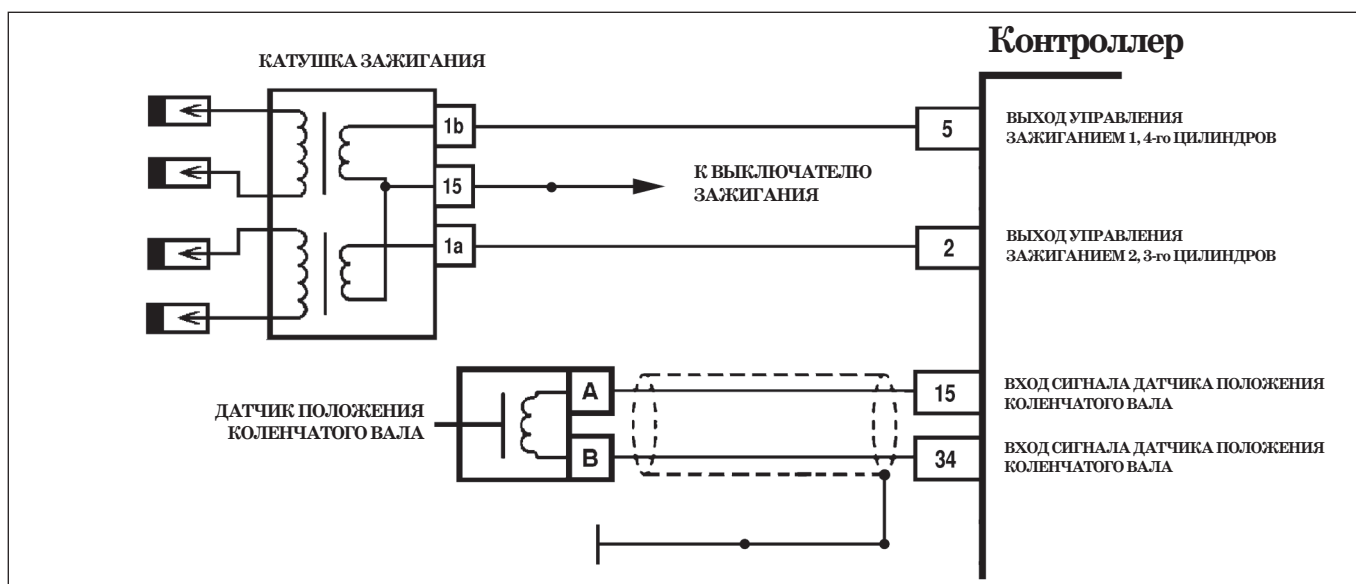 Контроллер
КАТУШКА ЗАЖИГАНИЯ
1b
5
ВЫХОД УПРАВЛЕНИЯ
ЗАЖИГАНИЕМ 1, 4-го ЦИЛИНДРОВ
15
К ВЫКЛЮЧАТЕЛЮ
ЗАЖИГАНИЯ
1a
2
ВЫХОД УПРАВЛЕНИЯ
ЗАЖИГАНИЕМ 2, 3-го ЦИЛИНДРОВ
ДАТЧИК ПОЛОЖЕНИЯ
КОЛЕНЧАТОГО ВАЛА
A
15
ВХОД СИГНАЛА ДАТЧИКА ПОЛОЖЕНИЯ
КОЛЕНЧАТОГО ВАЛА
B
34
ВХОД СИГНАЛА ДАТЧИКА ПОЛОЖЕНИЯ
КОЛЕНЧАТОГО ВАЛА